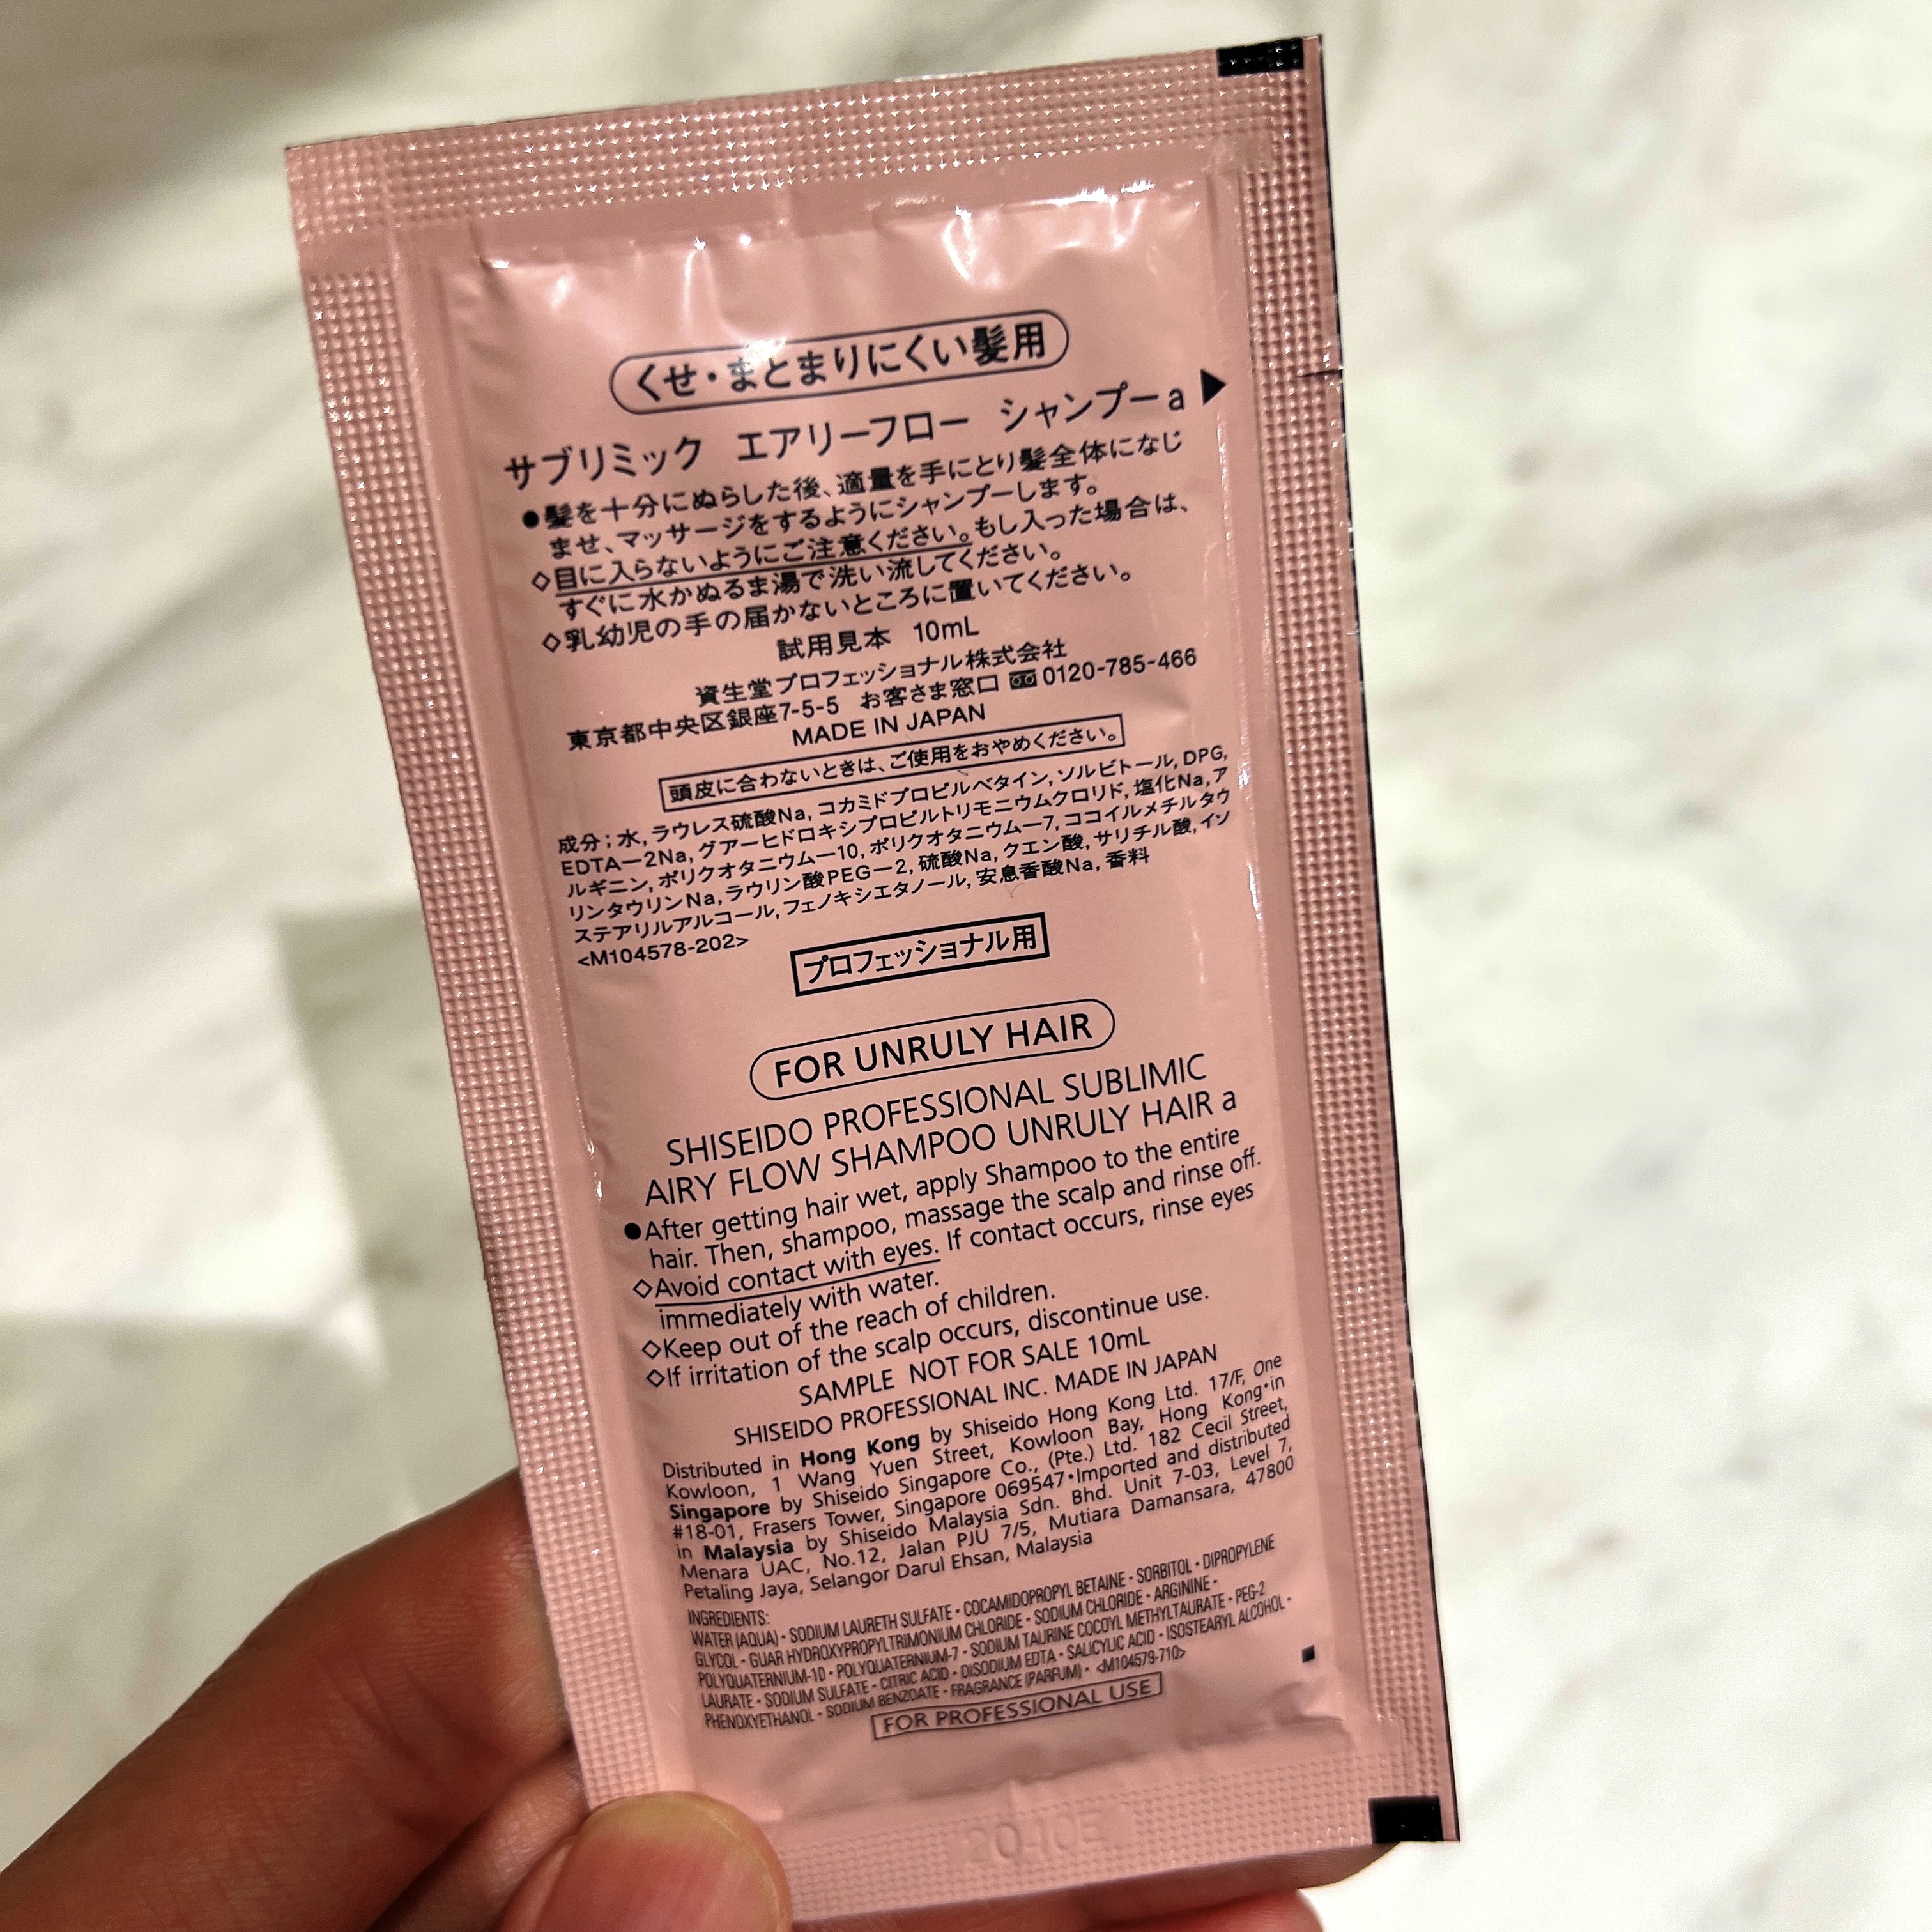 くせ・まとまりにくい髪用
サブリミック エアリーフロー シャンプーa ▶
●髪を十分にぬらした後、適量を手にとり髪全体になじ
ませ、マッサージをするようにシャンプーします。
◇目に入らないようにご注意ください。もし入った場合は、
すぐに水かぬるま湯で洗い流してください。
◇乳幼児の手の届かないところに置いてください。
試用見本 10mL
資生堂プロフェッショナル株式会社
東京都中央区銀座7-5-5 お客さま窓口 0120-785-466
MADE IN JAPAN
頭皮に合わないときは、ご使用をおやめください。
成分;水, ラウレス硫酸Na, コカミドプロピルベタイン, ソルビトール, DPG,
EDTA－2Na, グアーヒドロキシプロピルトリモニウムクロリド, 塩化Na, ア
ルギニン, ポリクオタニウム－10, ポリクオタニウム－7, ココイルメチルタウ
リンタウリンNa, ラウリン酸PEG－2, 硫酸Na, クエン酸, サリチル酸, イソ
ステアリルアルコール, フェノキシエタノール, 安息香酸Na, 香料
<M104578-202>
プロフェッショナル用
FOR UNRULY HAIR
SHISEIDO PROFESSIONAL SUBLIMIC
AIRY FLOW SHAMPOO UNRULY HAIR a
●After getting hair wet, apply Shampoo to the entire
hair. Then, shampoo, massage the scalp and rinse off.
◇Avoid contact with eyes. If contact occurs, rinse eyes
immediately with water.
◇Keep out of the reach of children.
◇If irritation of the scalp occurs, discontinue use.
SAMPLE NOT FOR SALE 10mL
SHISEIDO PROFESSIONAL INC. MADE IN JAPAN
Distributed in Hong Kong by Shiseido Hong Kong Ltd. 17/F, One
Kowloon, 1 Wang Yuen Street, Kowloon Bay, Hong Kong•in
Singapore by Shiseido Singapore Co., (Pte.) Ltd. 182 Cecil Street,
#18-01, Frasers Tower, Singapore 069547•Imported and distributed
in Malaysia by Shiseido Malaysia Sdn. Bhd. Unit 7-03, Level 7,
Menara UAC, No.12, Jalan PJU 7/5, Mutiara Damansara, 47800
Petaling Jaya, Selangor Darul Ehsan, Malaysia
INGREDIENTS:
WATER (AQUA)・SODIUM LAURETH SULFATE・COCAMIDOPROPYL BETAINE・SORBITOL・DIPROPYLENE
GLYCOL・GUAR HYDROXYPROPYLTRIMONIUM CHLORIDE・SODIUM CHLORIDE・ARGININE・
POLYQUATERNIUM-10・POLYQUATERNIUM-7・SODIUM TAURINE COCOYL METHYLTAURATE・PEG-2
LAURATE・SODIUM SULFATE・CITRIC ACID・DISODIUM EDTA・SALICYLIC ACID・ISOSTEARYL ALCOHOL・
PHENOXYETHANOL・SODIUM BENZOATE・FRAGRANCE (PARFUM)・<M104579-710>
FOR PROFESSIONAL USE